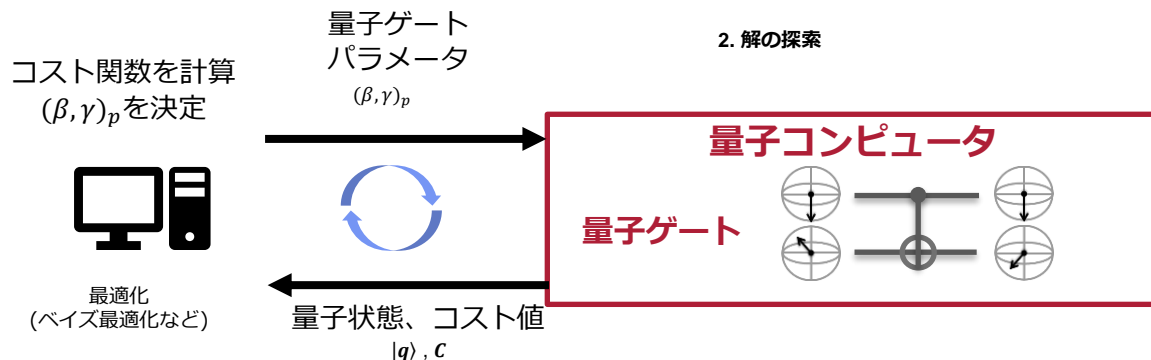 2. 解の探索
コスト関数を計算
(β, γ)ₚを決定
最適化
(ベイズ最適化など)
量子ゲート
パラメータ
(β, γ)ₚ
量子状態、コスト値
|q⟩ , C
量子コンピュータ
量子ゲート